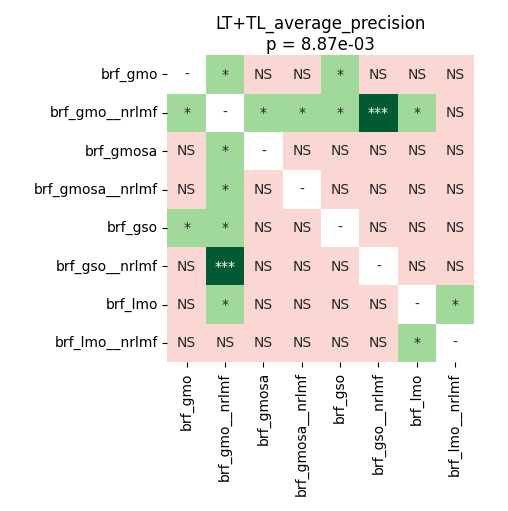 LT+TL_average_precision
p = 8.87e-03
brf_gmo - * NS NS * NS NS NS
brf_gmo__nrlmf * - * * * *** * NS
brf_gmosa NS * - NS NS NS NS NS
brf_gmosa__nrlmf NS * NS - NS NS NS NS
brf_gso * * NS NS - NS NS NS
brf_gso__nrlmf NS *** NS NS NS - NS NS
brf_lmo NS * NS NS NS NS - *
brf_lmo__nrlmf NS NS NS NS NS NS * -
brf_gmo
brf_gmo__nrlmf
brf_gmosa
brf_gmosa__nrlmf
brf_gso
brf_gso__nrlmf
brf_lmo
brf_lmo__nrlmf